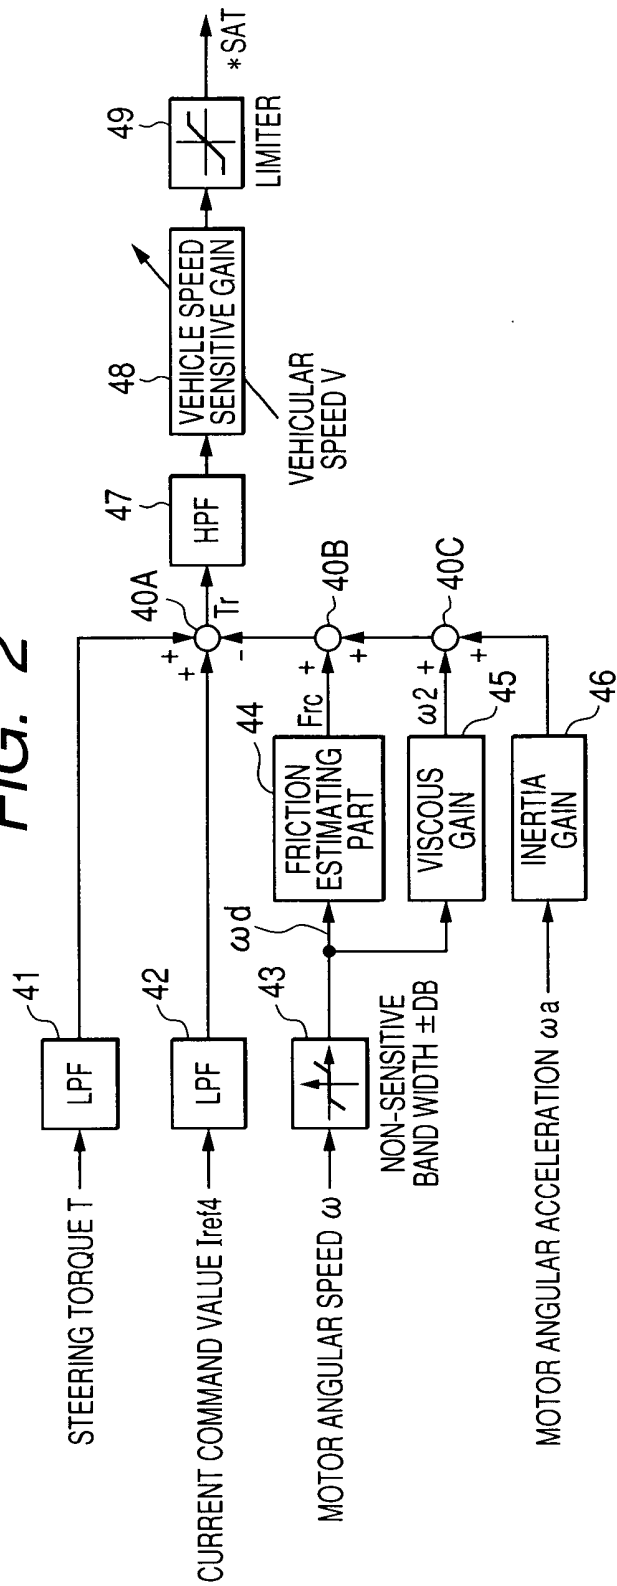 FIG. 2
STEERING TORQUE T
LPF
41
CURRENT COMMAND VALUE Iref4
LPF
42
MOTOR ANGULAR SPEED ω
43
NON-SENSITIVE
BAND WIDTH ±DB
ωd
FRICTION
ESTIMATING
PART
44
Frc
VISCOUS
GAIN
45
ω2
MOTOR ANGULAR ACCELERATION ωa
INERTIA
GAIN
46
+
+
-
40A
Tr
+
+
40B
+
+
40C
HPF
47
VEHICLE SPEED
SENSITIVE GAIN
48
VEHICULAR
SPEED V
49
LIMITER
*SAT